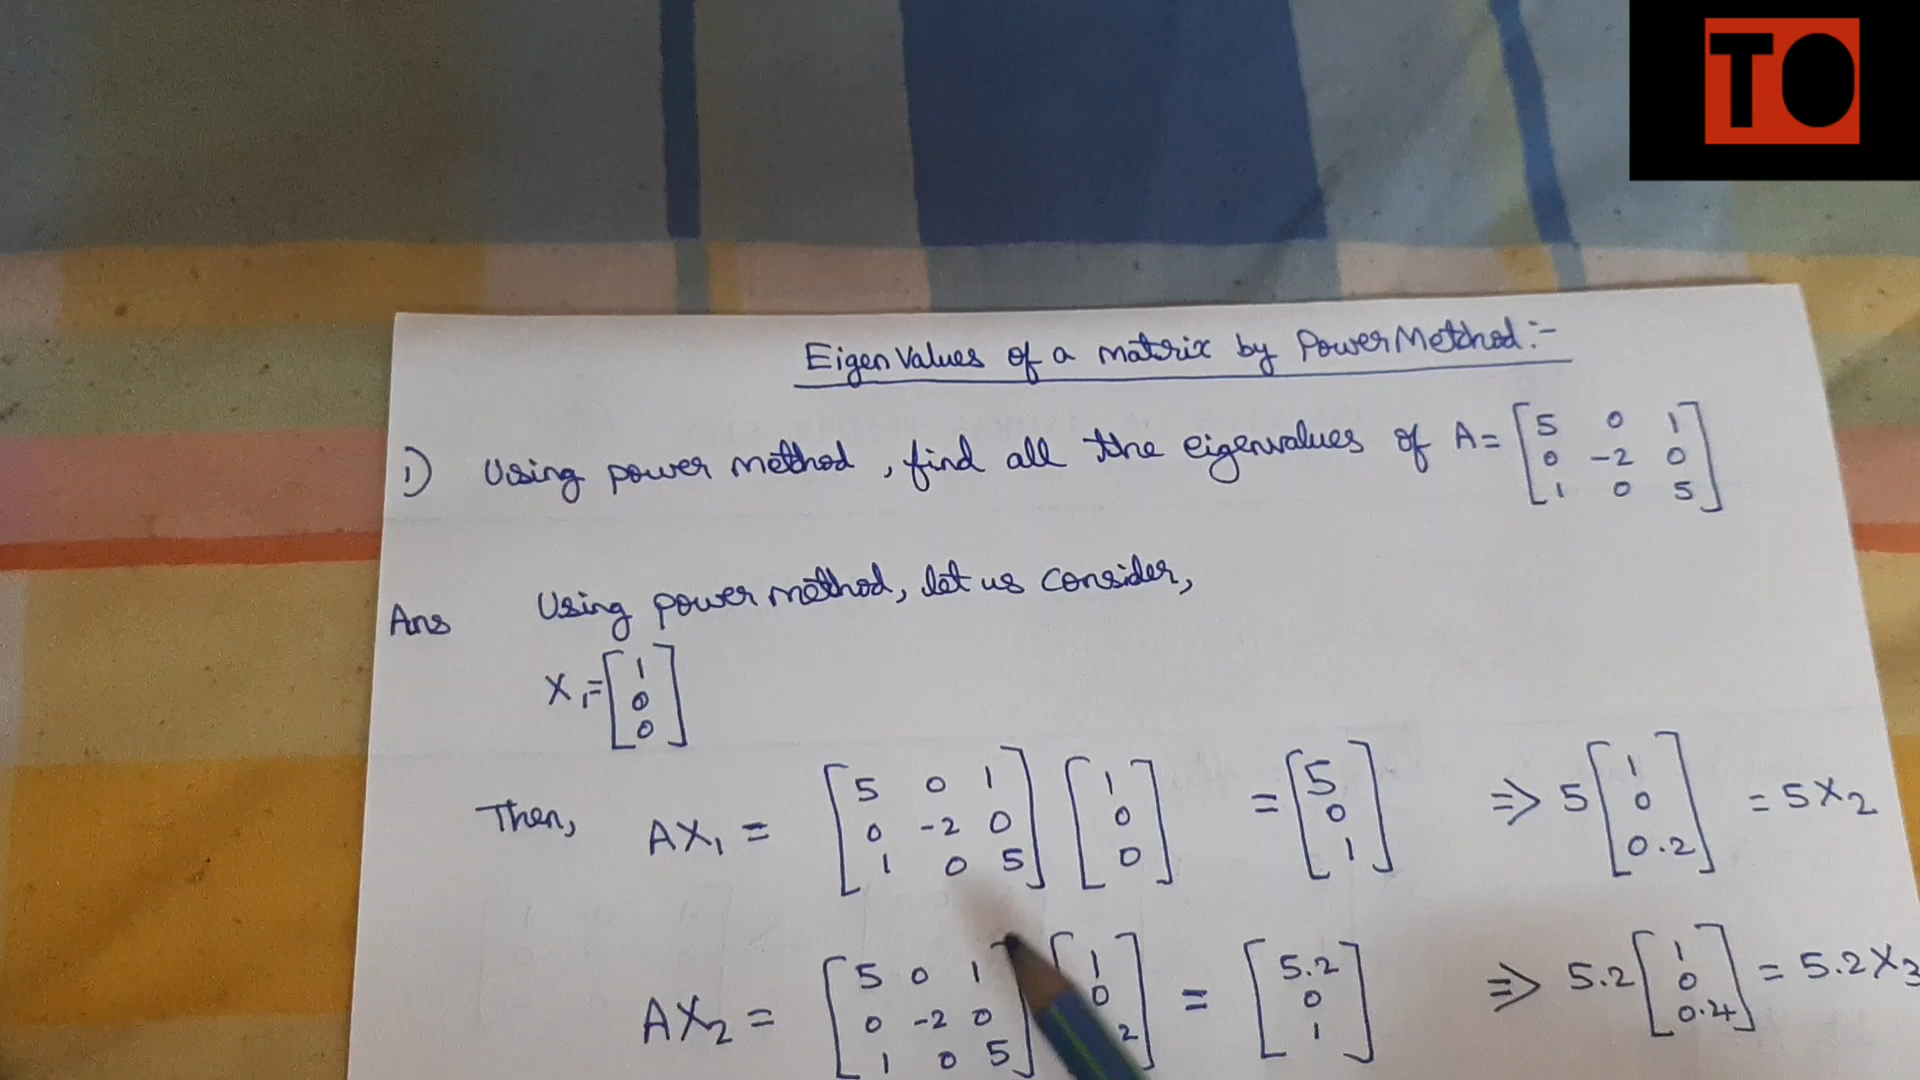 TO
Eigen Values of a matrix by Power Method:-
1) Using power method, find all the eigenvalues of A= [5 0 1
0 -2 0
1 0 5]
Ans Using power method, let us consider,
X₁= [1
0
0]
Then, AX₁ = [5 0 1 [1 = [5 ⇒ 5 [1 = 5X₂
0 -2 0 0 0 0
1 0 5] 0] 1] 0.2]
AX₂ = [5 0 1 [1 = [5.2 ⇒ 5.2 [1 = 5.2X₃
0 -2 0 0 0 0
1 0 5] 2] 1] 0.4]